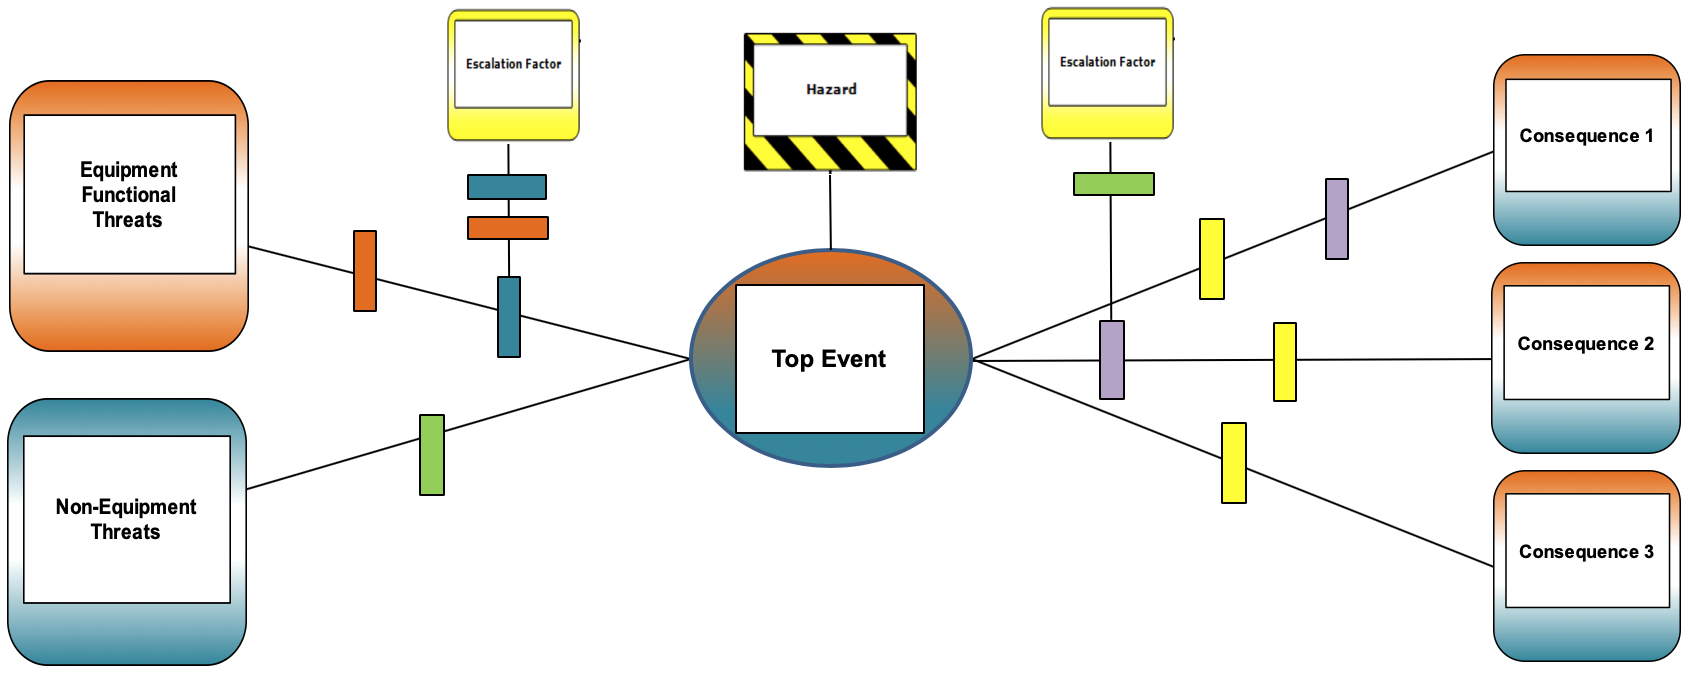 Escalation Factor
Hazard
Escalation Factor
Equipment
Functional
Threats
Consequence 1
Top Event
Consequence 2
Non-Equipment
Threats
Consequence 3